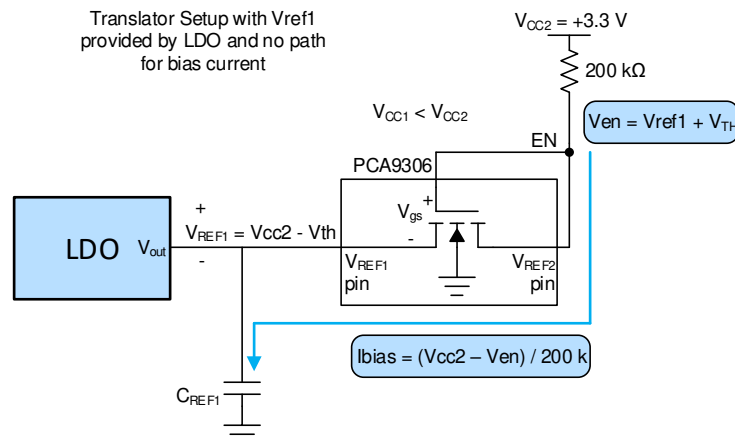 Translator Setup with Vref1
provided by LDO and no path
for bias current
VCC2 = +3.3 V
200 kΩ
VCC1 < VCC2
Ven = Vref1 + VTH
EN
PCA9306
+
Vgs
-
+
VREF1 = Vcc2 - Vth
-
LDO
Vout
VREF1
pin
VREF2
pin
Ibias = (Vcc2 – Ven) / 200 k
CREF1